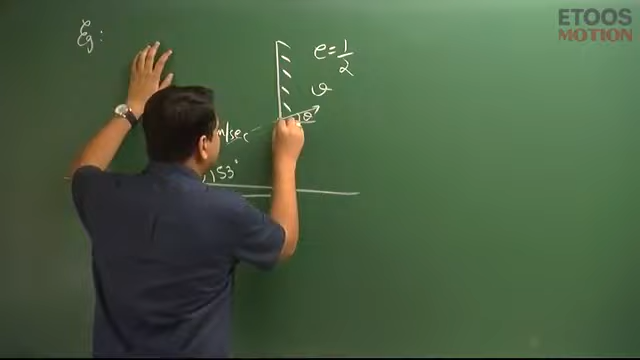 ETOOS
MOTION
Eg:
e = 1/2
v
θ
m/sec
53°